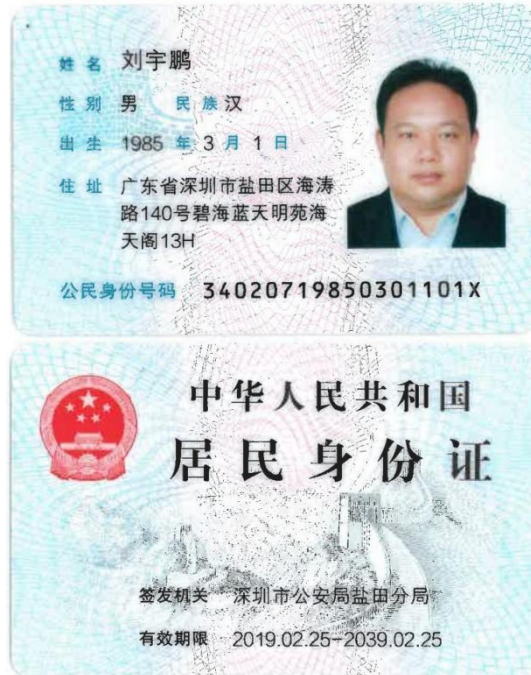 姓名 刘宇鹏
性别 男 民族 汉
出生 1985 年 3 月 1 日
住址 广东省深圳市盐田区海涛
路140号碧海蓝天明苑海
天阁13H
公民身份号码 34020719850301101X
中华人民共和国
居民身份证
签发机关 深圳市公安局盐田分局
有效期限 2019.02.25-2039.02.25